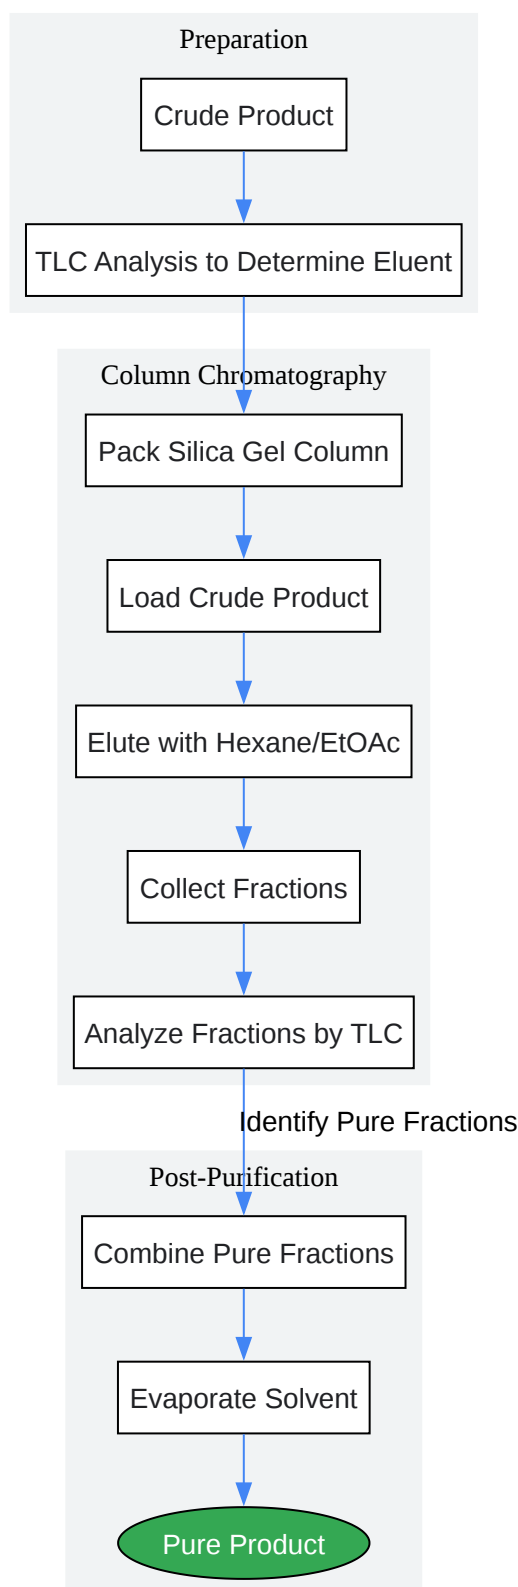 Preparation
Crude Product
TLC Analysis to Determine Eluent
Column Chromatography
Pack Silica Gel Column
Load Crude Product
Elute with Hexane/EtOAc
Collect Fractions
Analyze Fractions by TLC
Identify Pure Fractions
Post-Purification
Combine Pure Fractions
Evaporate Solvent
Pure Product